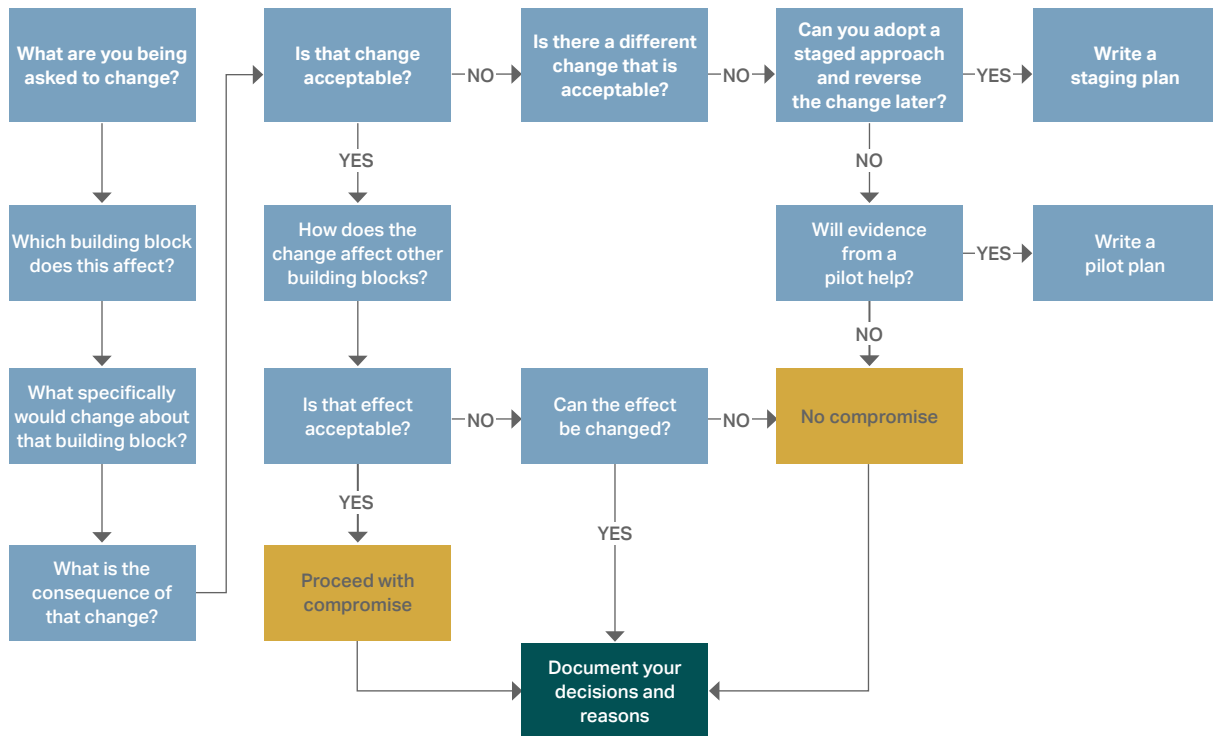 What are you being
asked to change?
Is that change
acceptable?
NO
Is there a different
change that is
acceptable?
NO
Can you adopt a
staged approach
and reverse
the change later?
YES
Write a
staging plan
YES
NO
Which building block
does this affect?
How does the
change affect other
building blocks?
Will evidence
from a
pilot help?
YES
Write a
pilot plan
NO
What specifically
would change about
that building block?
Is that effect
acceptable?
NO
Can the effect
be changed?
NO
No compromise
YES
YES
What is the
consequence of
that change?
Proceed with
compromise
Document your
decisions and
reasons